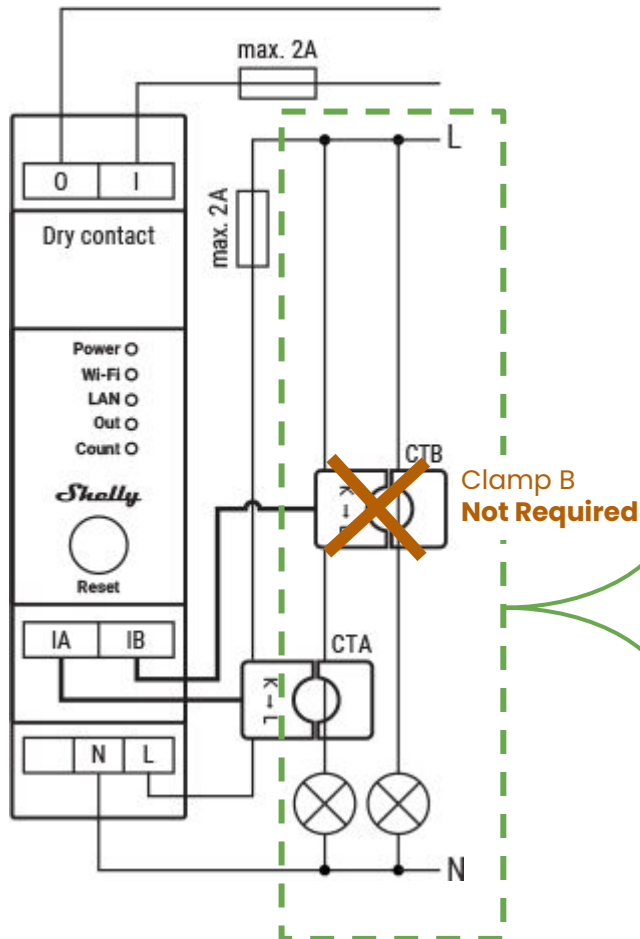 max. 2A
L
O I
max. 2A
Dry contact
Power
Wi-Fi
LAN
Out
Count
CTB
Clamp B
Not Required
K →
Shelly
Reset
IA IB
CTA
K → L
N L
N